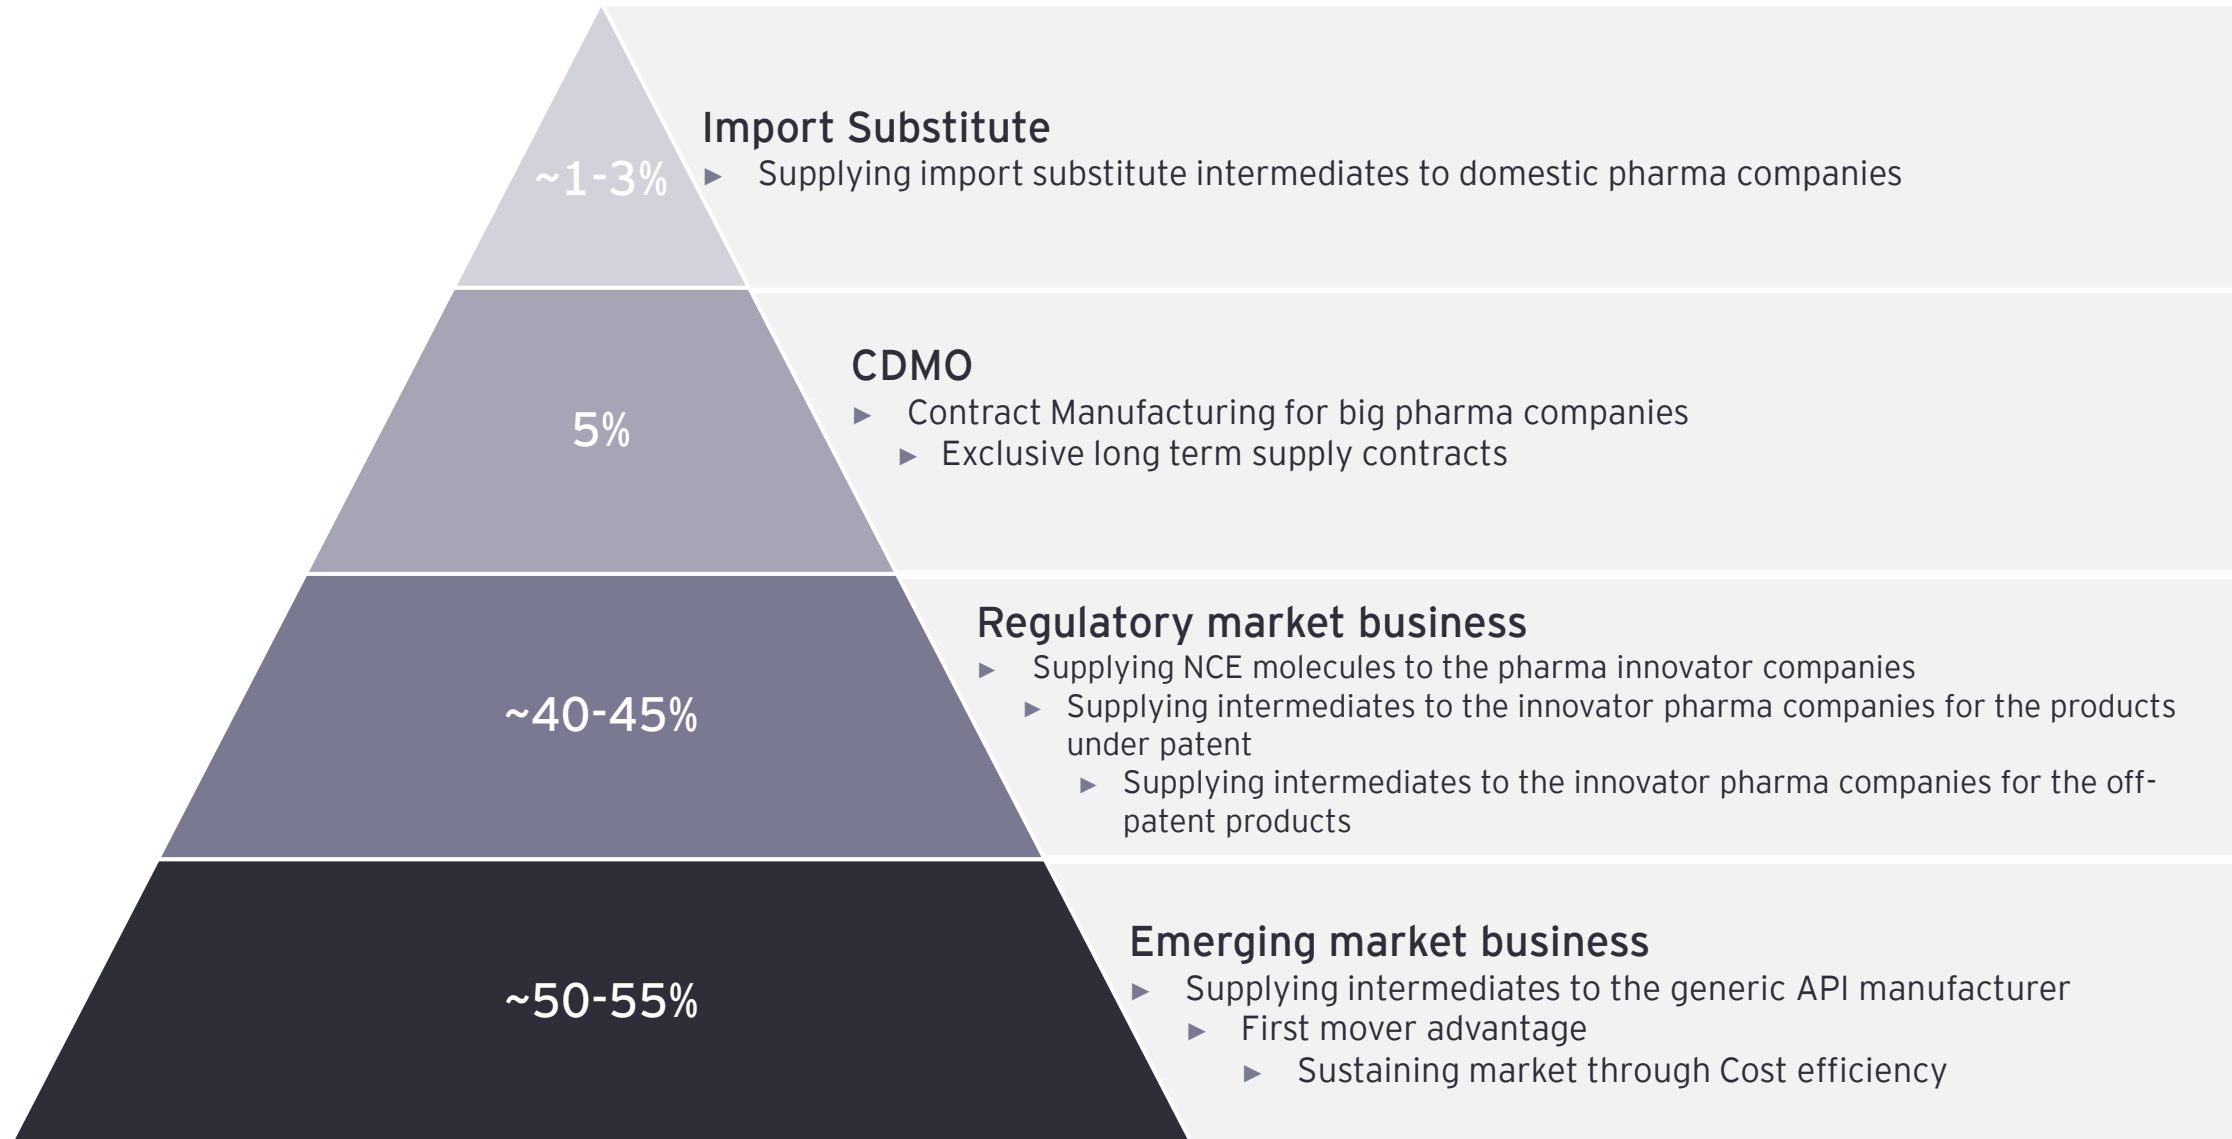 Import Substitute
~1-3%
► Supplying import substitute intermediates to domestic pharma companies
CDMO
5%
► Contract Manufacturing for big pharma companies
► Exclusive long term supply contracts
Regulatory market business
~40-45%
► Supplying NCE molecules to the pharma innovator companies
► Supplying intermediates to the innovator pharma companies for the products
under patent
► Supplying intermediates to the innovator pharma companies for the off-
patent products
Emerging market business
~50-55%
► Supplying intermediates to the generic API manufacturer
► First mover advantage
► Sustaining market through Cost efficiency